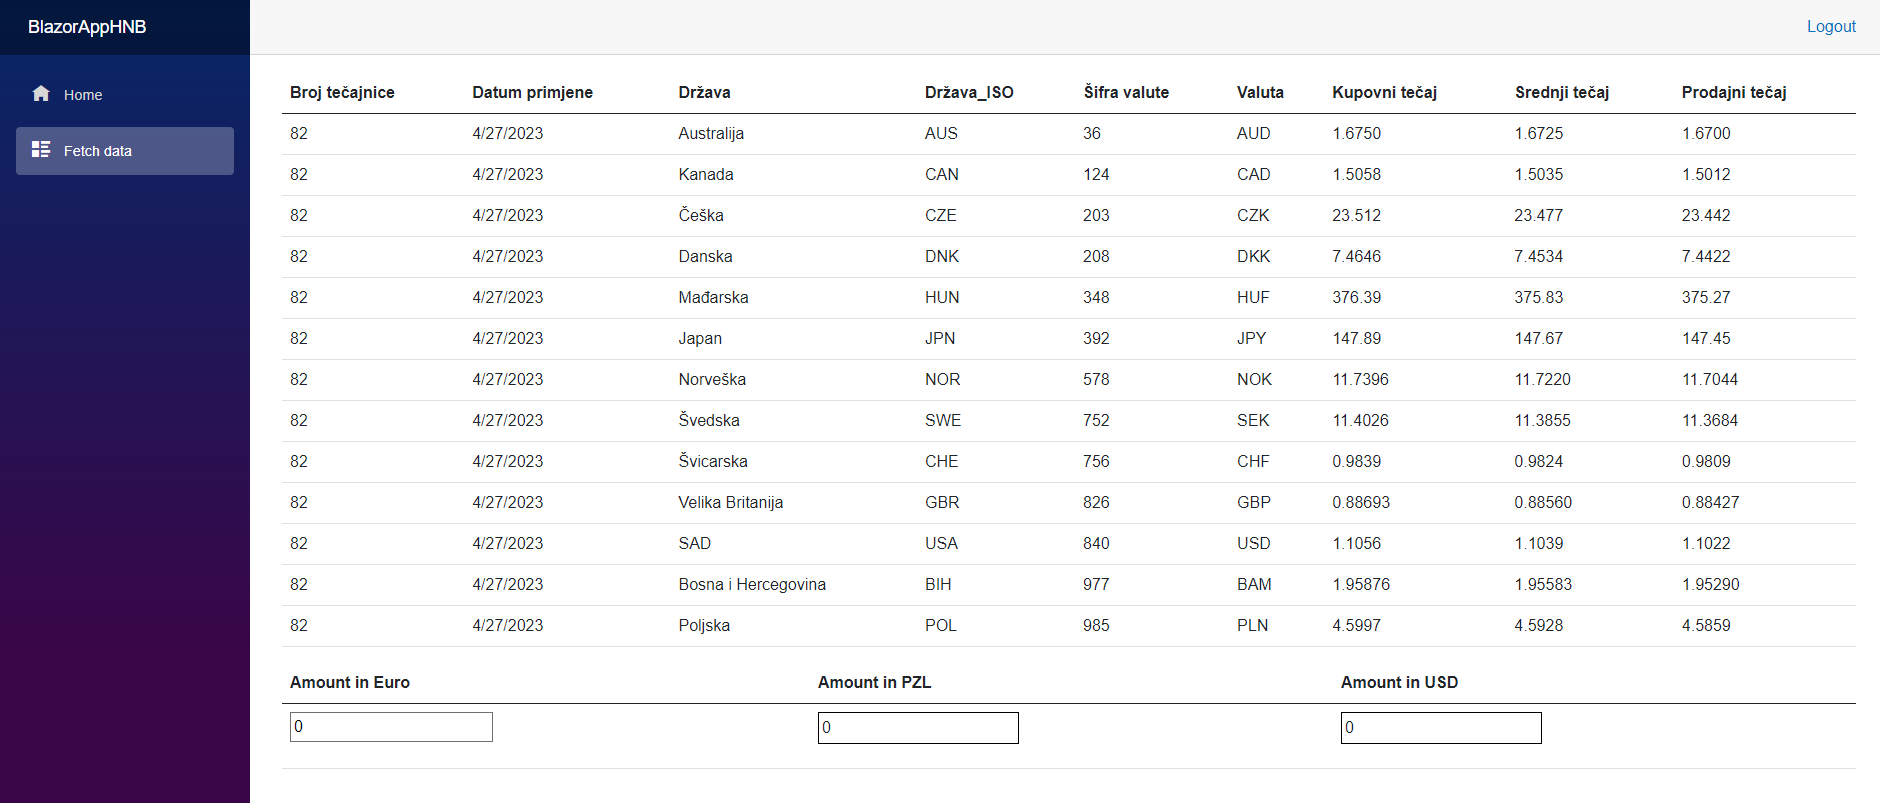 BlazorAppHNB
Logout
Home
Fetch data
Broj tečajnice Datum primjene Država Država_ISO Šifra valute Valuta Kupovni tečaj Srednji tečaj Prodajni tečaj
82 4/27/2023 Australija AUS 36 AUD 1.6750 1.6725 1.6700
82 4/27/2023 Kanada CAN 124 CAD 1.5058 1.5035 1.5012
82 4/27/2023 Češka CZE 203 CZK 23.512 23.477 23.442
82 4/27/2023 Danska DNK 208 DKK 7.4646 7.4534 7.4422
82 4/27/2023 Mađarska HUN 348 HUF 376.39 375.83 375.27
82 4/27/2023 Japan JPN 392 JPY 147.89 147.67 147.45
82 4/27/2023 Norveška NOR 578 NOK 11.7396 11.7220 11.7044
82 4/27/2023 Švedska SWE 752 SEK 11.4026 11.3855 11.3684
82 4/27/2023 Švicarska CHE 756 CHF 0.9839 0.9824 0.9809
82 4/27/2023 Velika Britanija GBR 826 GBP 0.88693 0.88560 0.88427
82 4/27/2023 SAD USA 840 USD 1.1056 1.1039 1.1022
82 4/27/2023 Bosna i Hercegovina BIH 977 BAM 1.95876 1.95583 1.95290
82 4/27/2023 Poljska POL 985 PLN 4.5997 4.5928 4.5859
Amount in Euro Amount in PZL Amount in USD
0 0 0